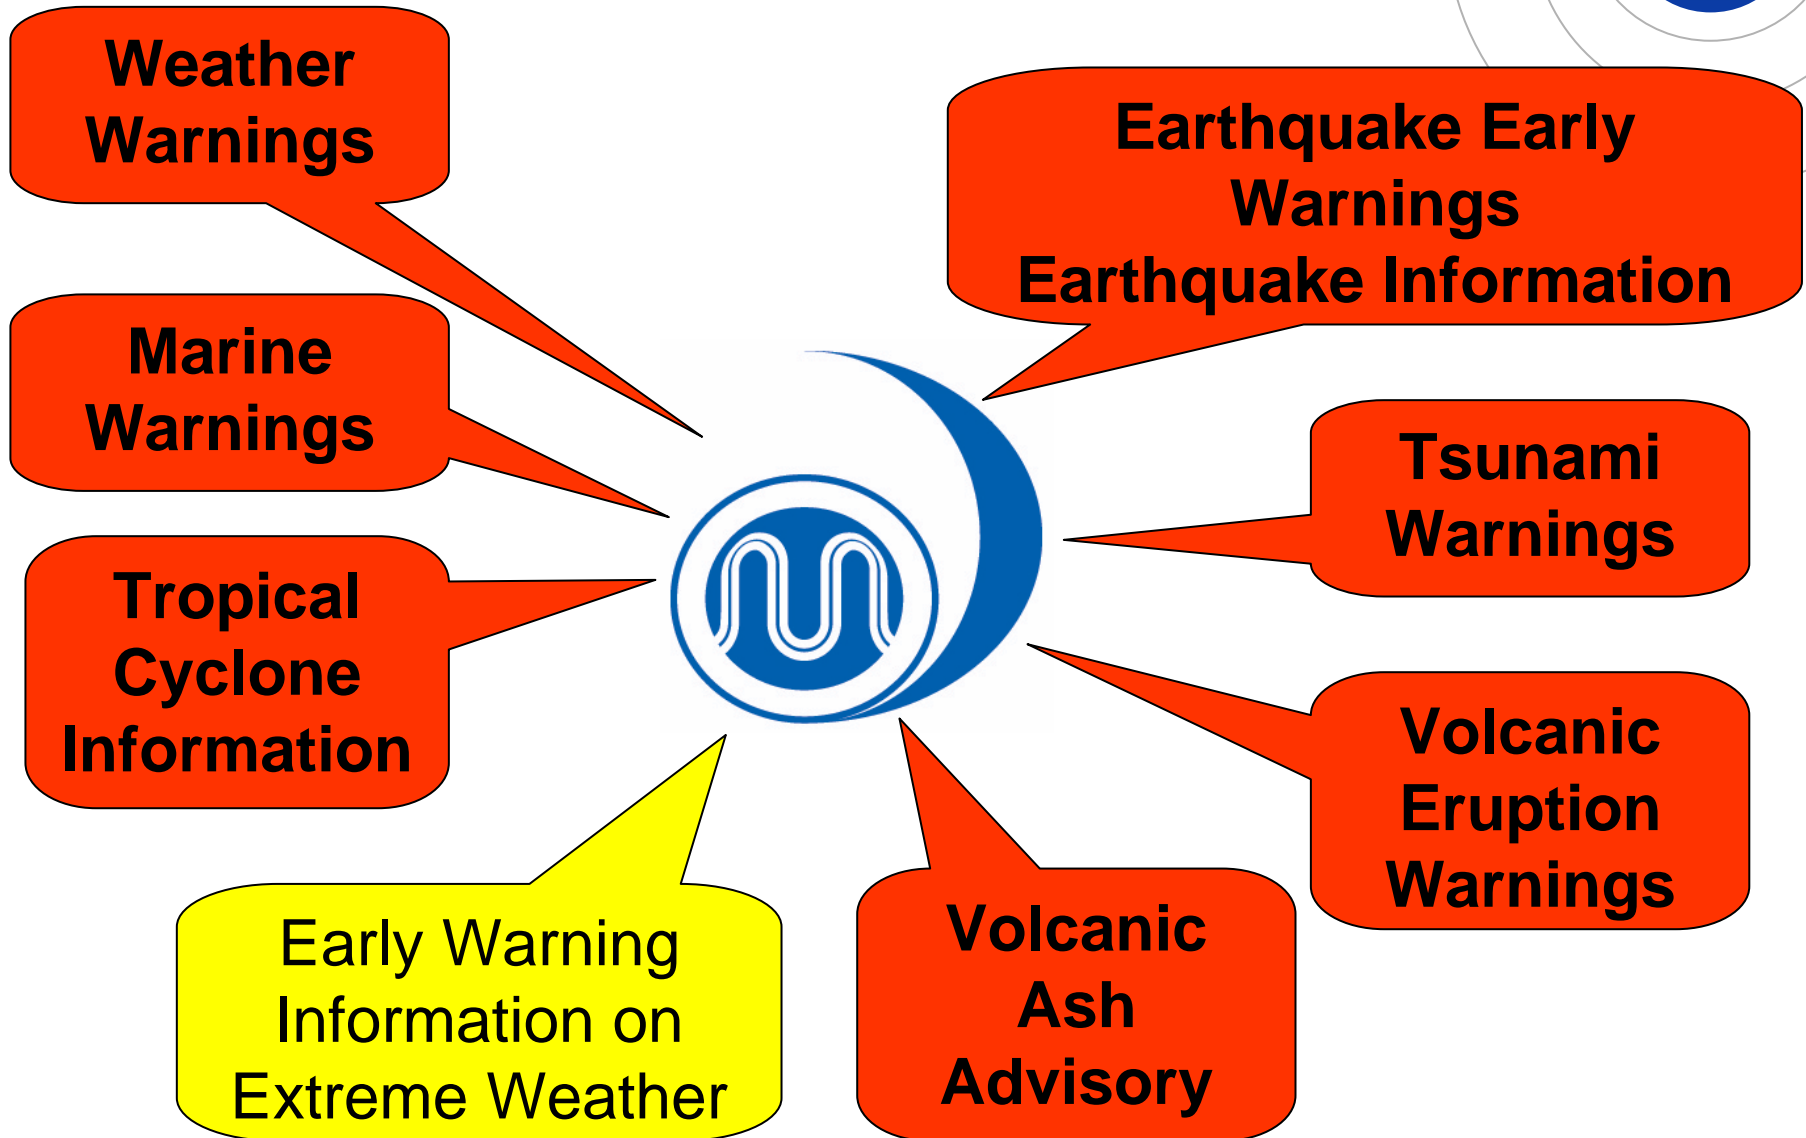 Weather
Warnings
Earthquake Early
Warnings
Earthquake Information
Marine
Warnings
Tsunami
Warnings
Tropical
Cyclone
Information
Volcanic
Eruption
Warnings
Early Warning
Information on
Extreme Weather
Volcanic
Ash
Advisory